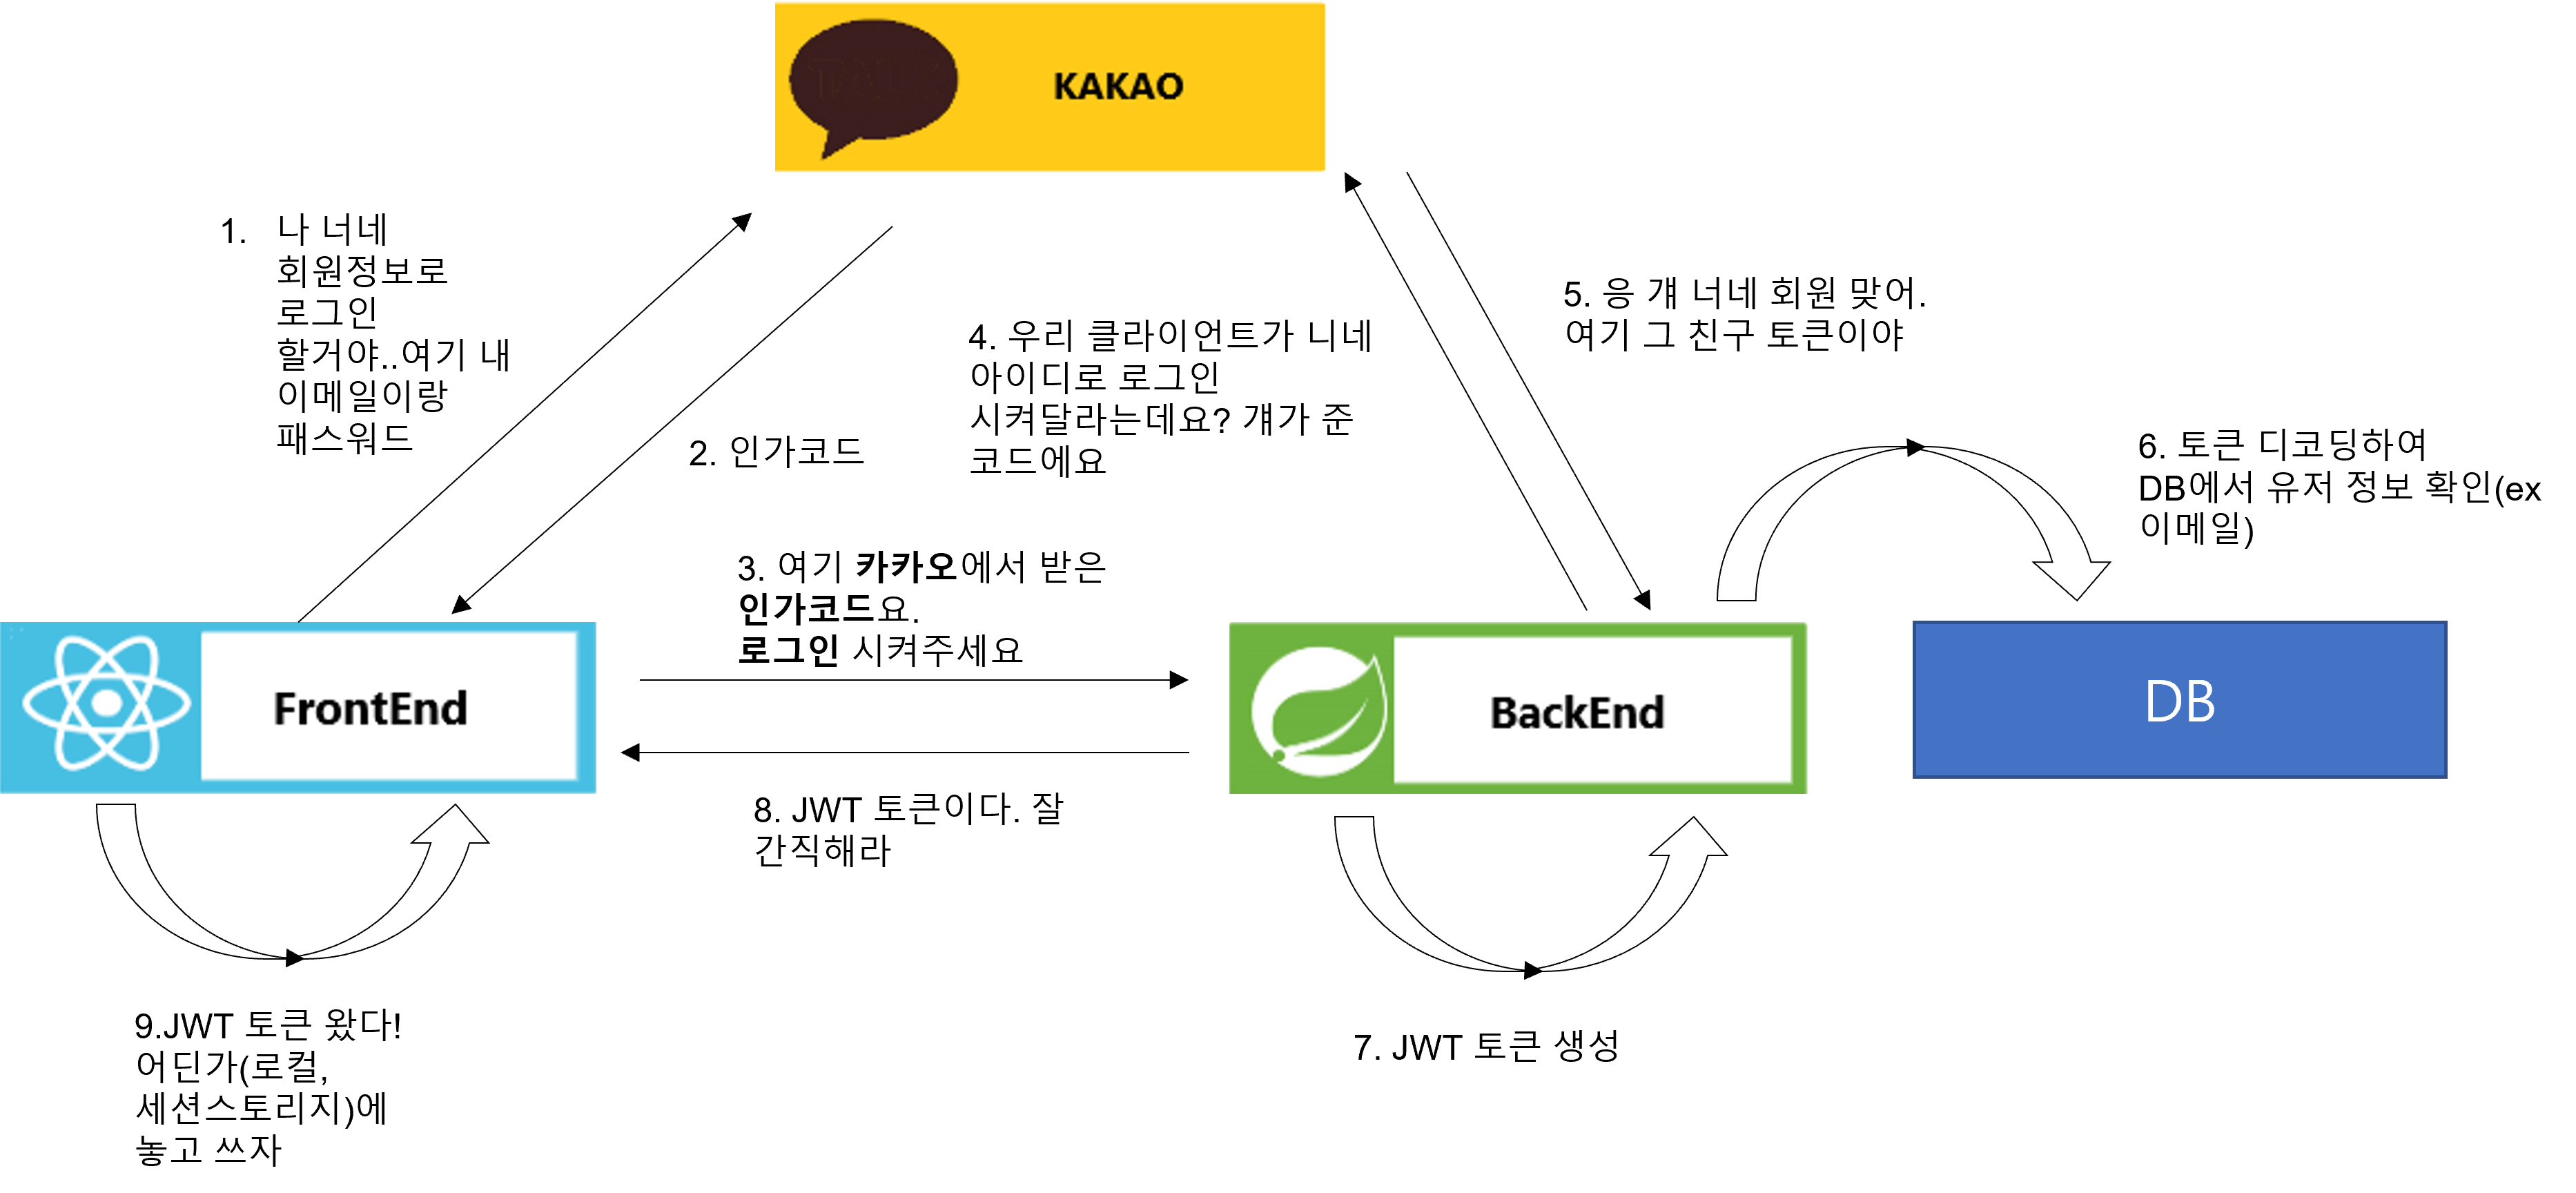 KAKAO
1. 나 너네
회원정보로
로그인
할거야..여기 내
이메일이랑
패스워드
2. 인가코드
4. 우리 클라이언트가 니네
아이디로 로그인
시켜달라는데요? 걔가 준
코드에요
5. 응 걔 너네 회원 맞어.
여기 그 친구 토큰이야
6. 토큰 디코딩하여
DB에서 유저 정보 확인(ex
이메일)
3. 여기 카카오에서 받은
인가코드요.
로그인 시켜주세요
FrontEnd
BackEnd
DB
8. JWT 토큰이다. 잘
간직해라
9.JWT 토큰 왔다!
어딘가(로컬,
세션스토리지)에
놓고 쓰자
7. JWT 토큰 생성